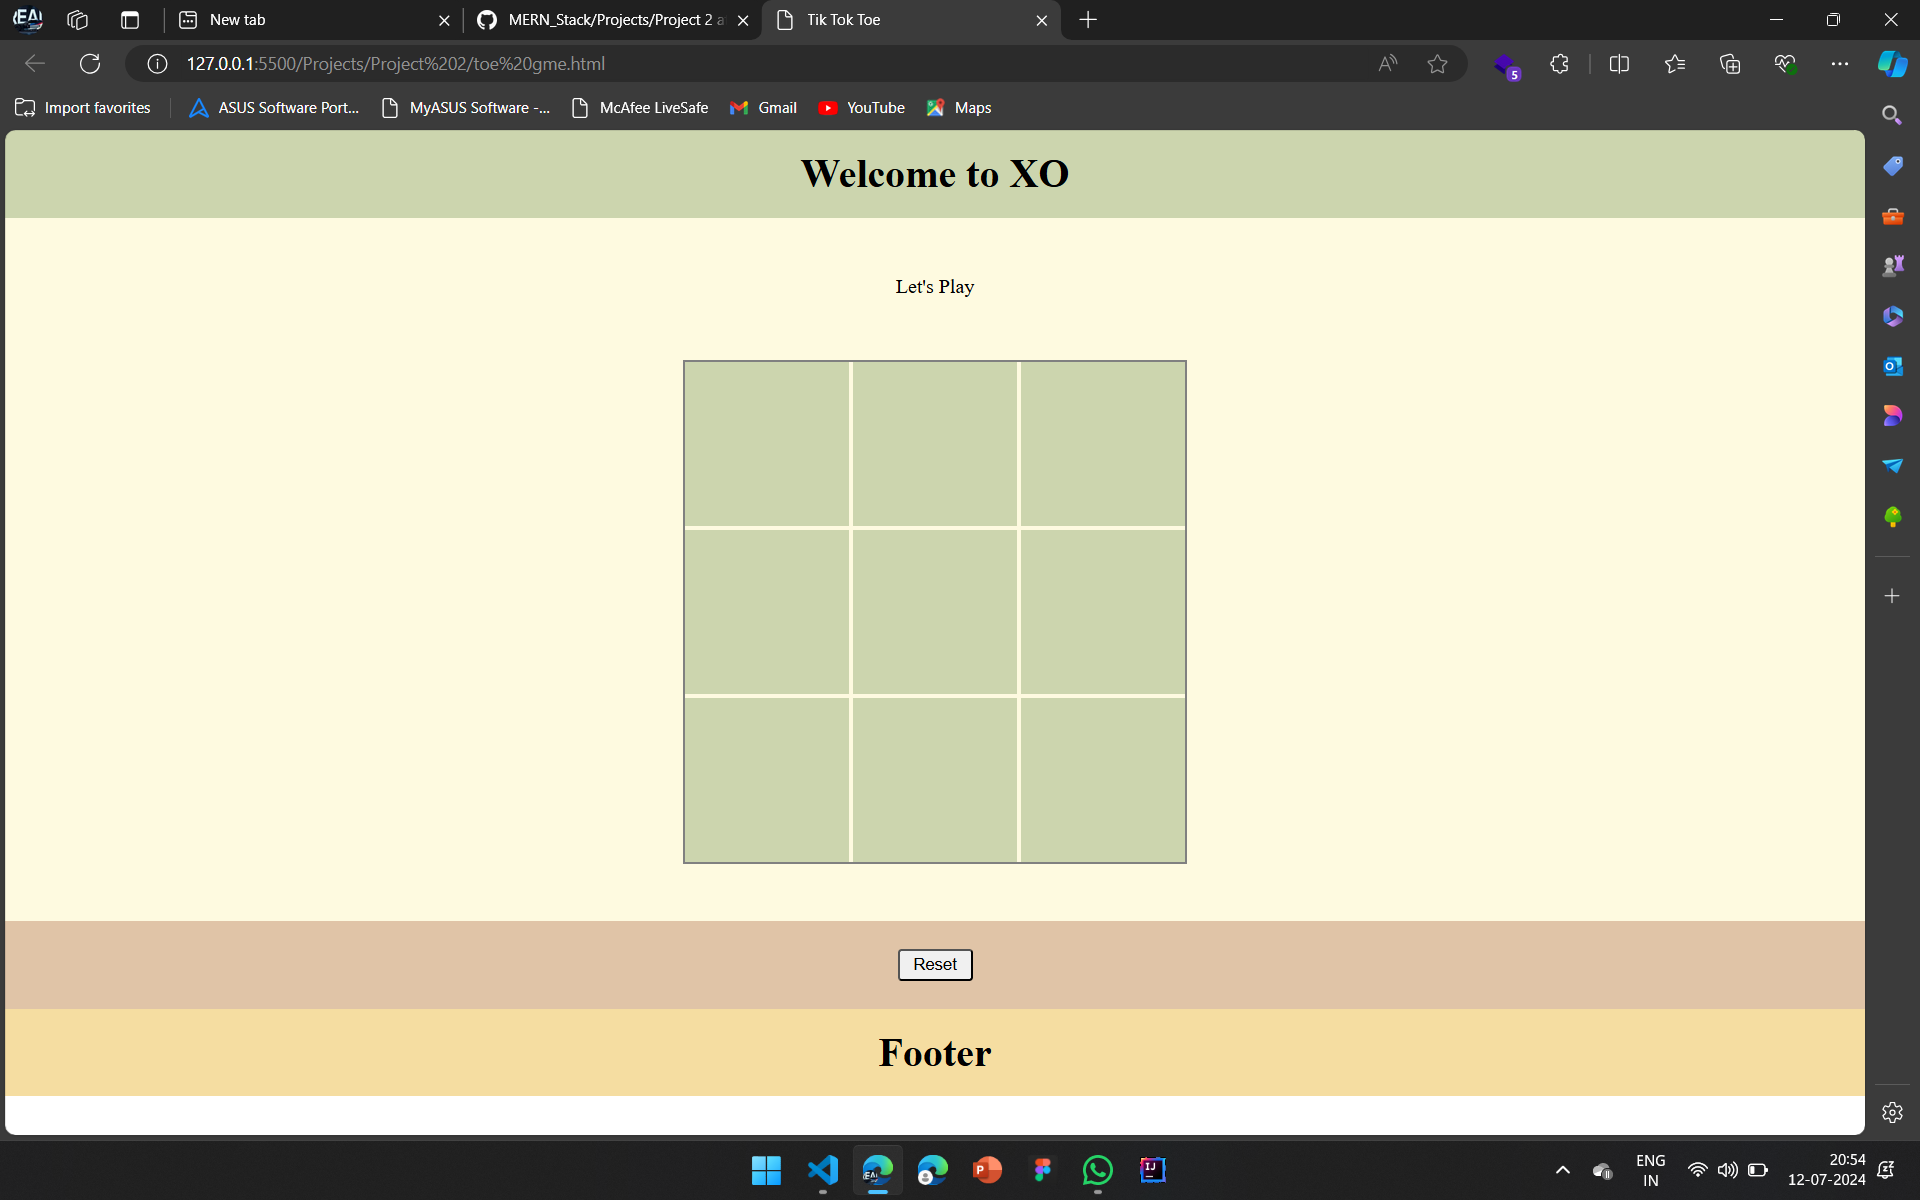 New tab
MERN_Stack/Projects/Project 2 a
Tik Tok Toe
127.0.0.1:5500/Projects/Project%202/toe%20gme.html
5
Import favorites
ASUS Software Port...
MyASUS Software -...
McAfee LiveSafe
Gmail
YouTube
Maps
Welcome to XO
Let's Play
Reset
Footer
ENG
IN
20:54
12-07-2024